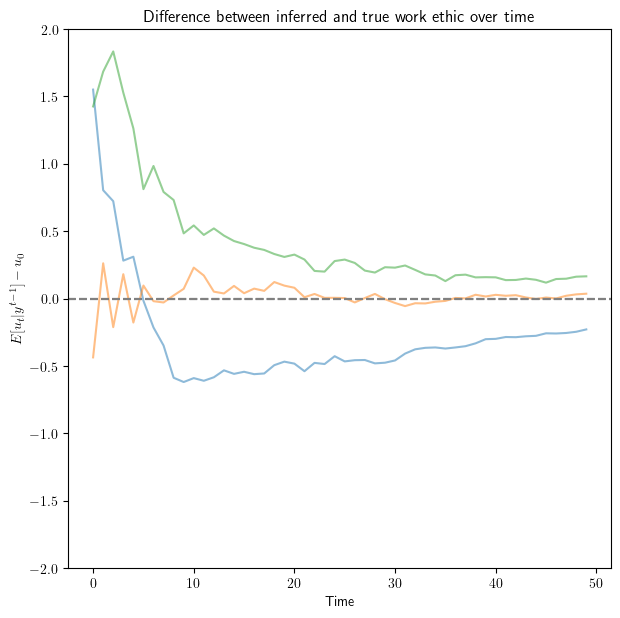 Difference between inferred and true work ethic over time
2.0
1.5
1.0
0.5
0.0
−0.5
−1.0
−1.5
−2.0
E[u_t|y^{t−1}] − u_0
0 10 20 30 40 50
Time